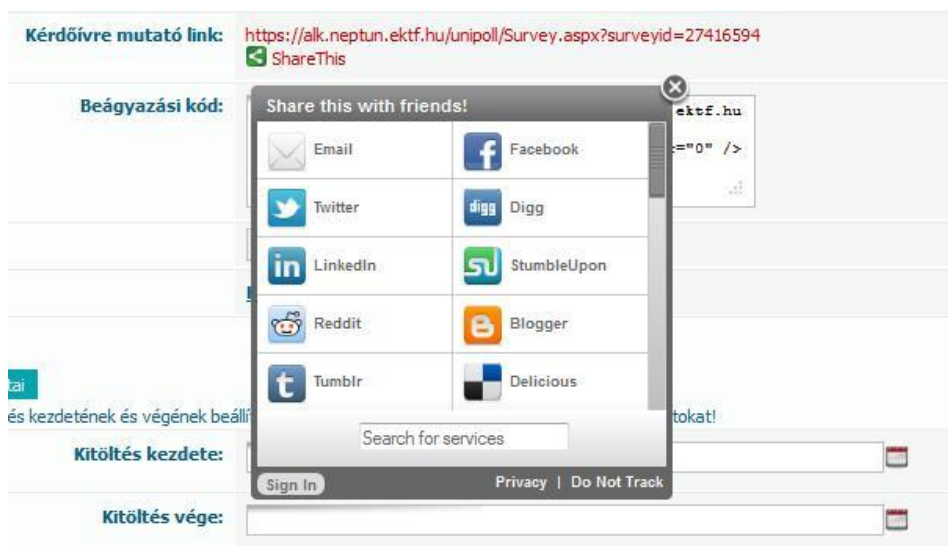 Kérdőívre mutató link: https://alk.neptun.ektf.hu/unipoll/Survey.aspx?surveyid=27416594
ShareThis
Beágyazási kód:
Share this with friends!
ektf.hu
="0" />
Email Facebook
Twitter digg Digg
in LinkedIn StumbleUpon
Reddit Blogger
t Tumblr Delicious
tai
és kezdetének és végének beállí tokat!
Search for services
Kitöltés kezdete:
Sign In Privacy | Do Not Track
Kitöltés vége: